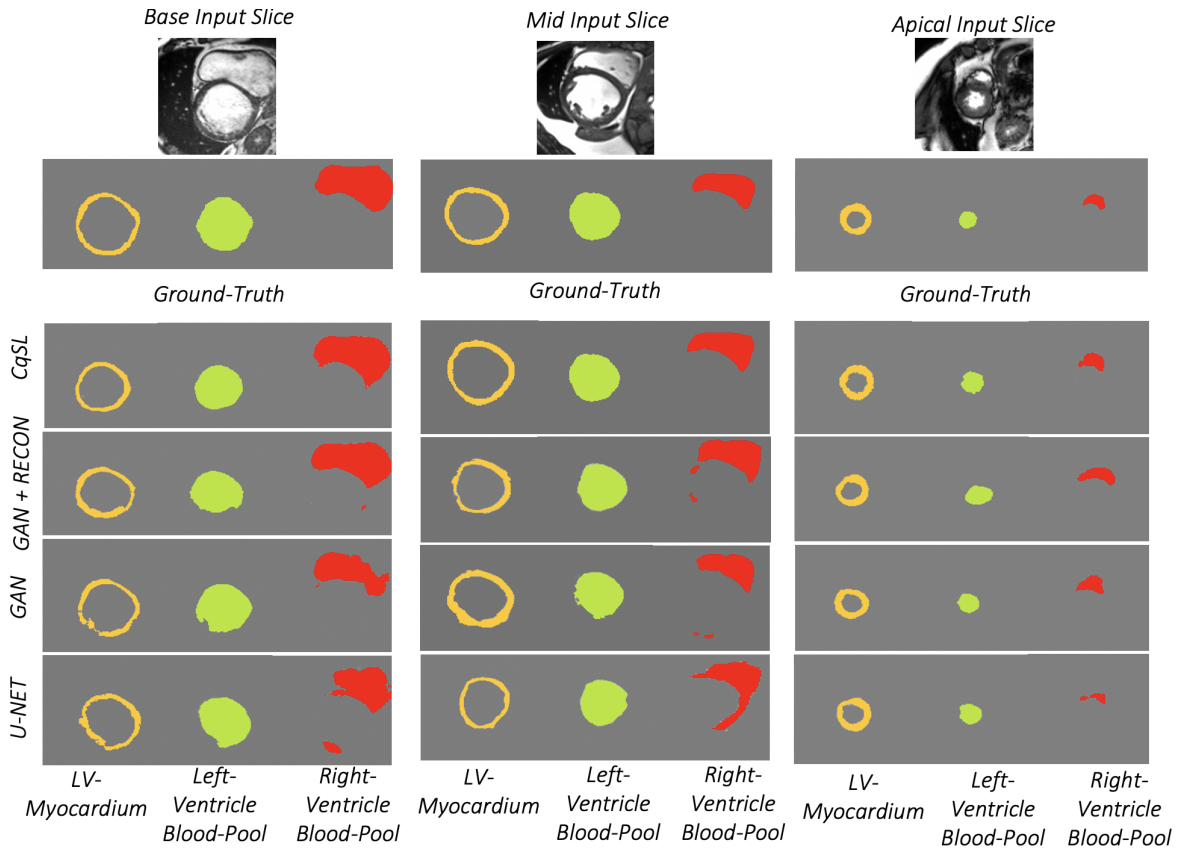 Base Input Slice
Mid Input Slice
Apical Input Slice
Ground-Truth
Ground-Truth
Ground-Truth
CqSL
GAN + RECON
GAN
U-NET
LV-
Myocardium
Left-
Ventricle
Blood-Pool
Right-
Ventricle
Blood-Pool
LV-
Myocardium
Left-
Ventricle
Blood-Pool
Right-
Ventricle
Blood-Pool
LV-
Myocardium
Left-
Ventricle
Blood-Pool
Right-
Ventricle
Blood-Pool